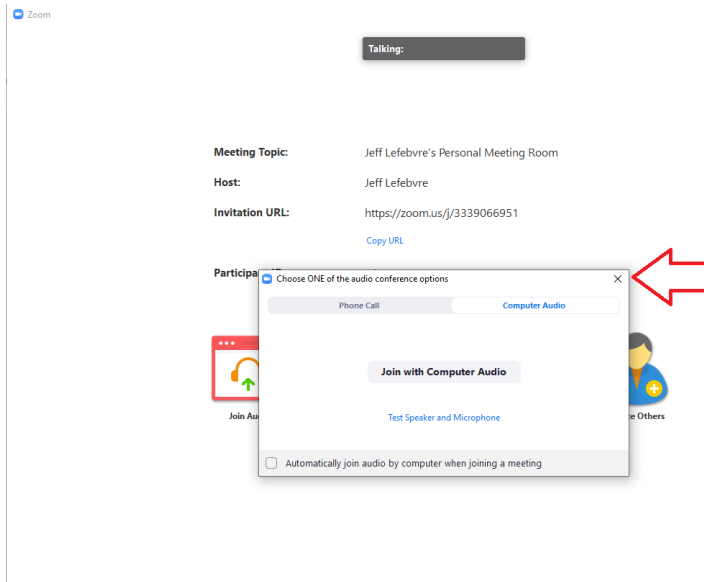 Zoom
Talking:
Meeting Topic: Jeff Lefebvre's Personal Meeting Room
Host: Jeff Lefebvre
Invitation URL: https://zoom.us/j/3339066951
Copy URL
Choose ONE of the audio conference options
Phone Call Computer Audio
Join with Computer Audio
Test Speaker and Microphone
Automatically join audio by computer when joining a meeting
Others